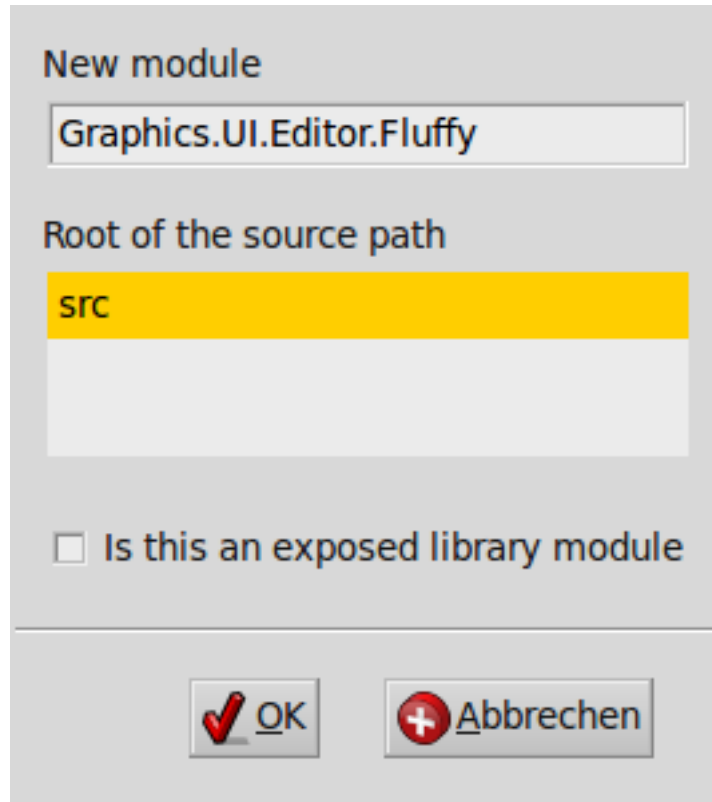 New module
Graphics.UI.Editor.Fluffy
Root of the source path
src
Is this an exposed library module
OK
Abbrechen